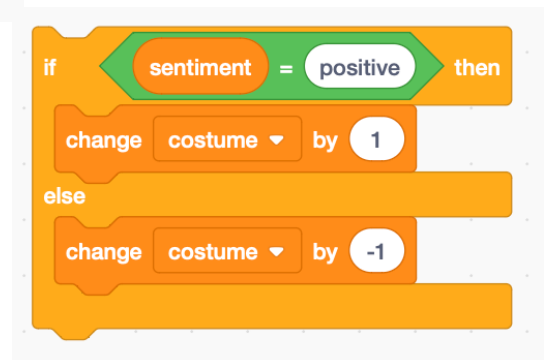 if sentiment = positive then
change costume by 1
else
change costume by -1